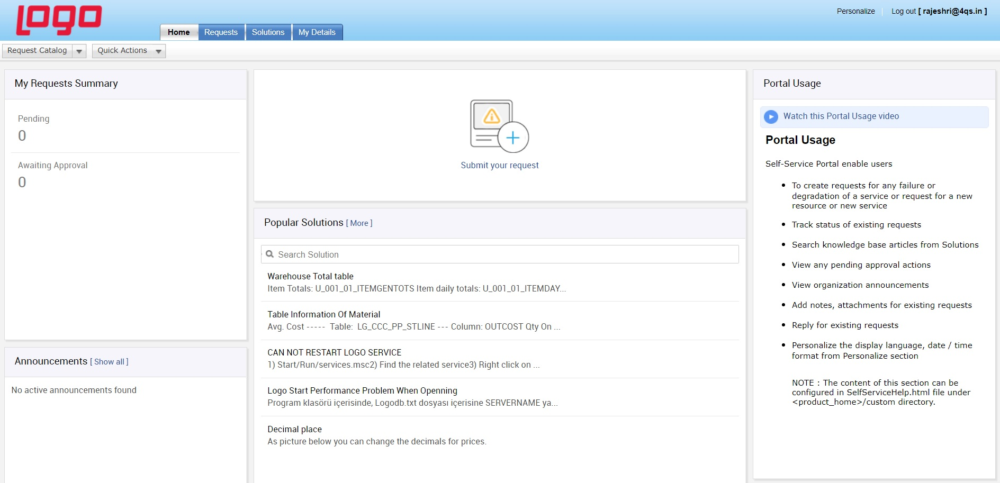 LOGO
Personalize
Log out [ rajeshri@4qs.in ]
Home
Requests
Solutions
My Details
Request Catalog
Quick Actions
My Requests Summary
Pending
0
Awaiting Approval
0
Announcements [ Show all ]
No active announcements found
Submit your request
Popular Solutions [ More ]
Search Solution
Warehouse Total table
Item Totals: U_001_01_ITEMGENTOTS Item daily totals: U_001_01_ITEMDAY...
Table Information Of Material
Avg. Cost ----- Table: LG_CCC_PP_STLINE --- Column: OUTCOST Qty On ...
CAN NOT RESTART LOGO SERVICE
1) Start/Run/services.msc2) Find the related service3) Right click on ...
Logo Start Performance Problem When Openning
Program klasörü içerisinde, Logodb.txt dosyası içerisine SERVERNAME ya...
Decimal place
As picture below you can change the decimals for prices.
Portal Usage
Watch this Portal Usage video
Portal Usage
Self-Service Portal enable users
• To create requests for any failure or
degradation of a service or request for a new
resource or new service
• Track status of existing requests
• Search knowledge base articles from Solutions
• View any pending approval actions
• View organization announcements
• Add notes, attachments for existing requests
• Reply for existing requests
• Personalize the display language, date / time
format from Personalize section
NOTE : The content of this section can be
configured in SelfServiceHelp.html file under
<product_home>/custom directory.